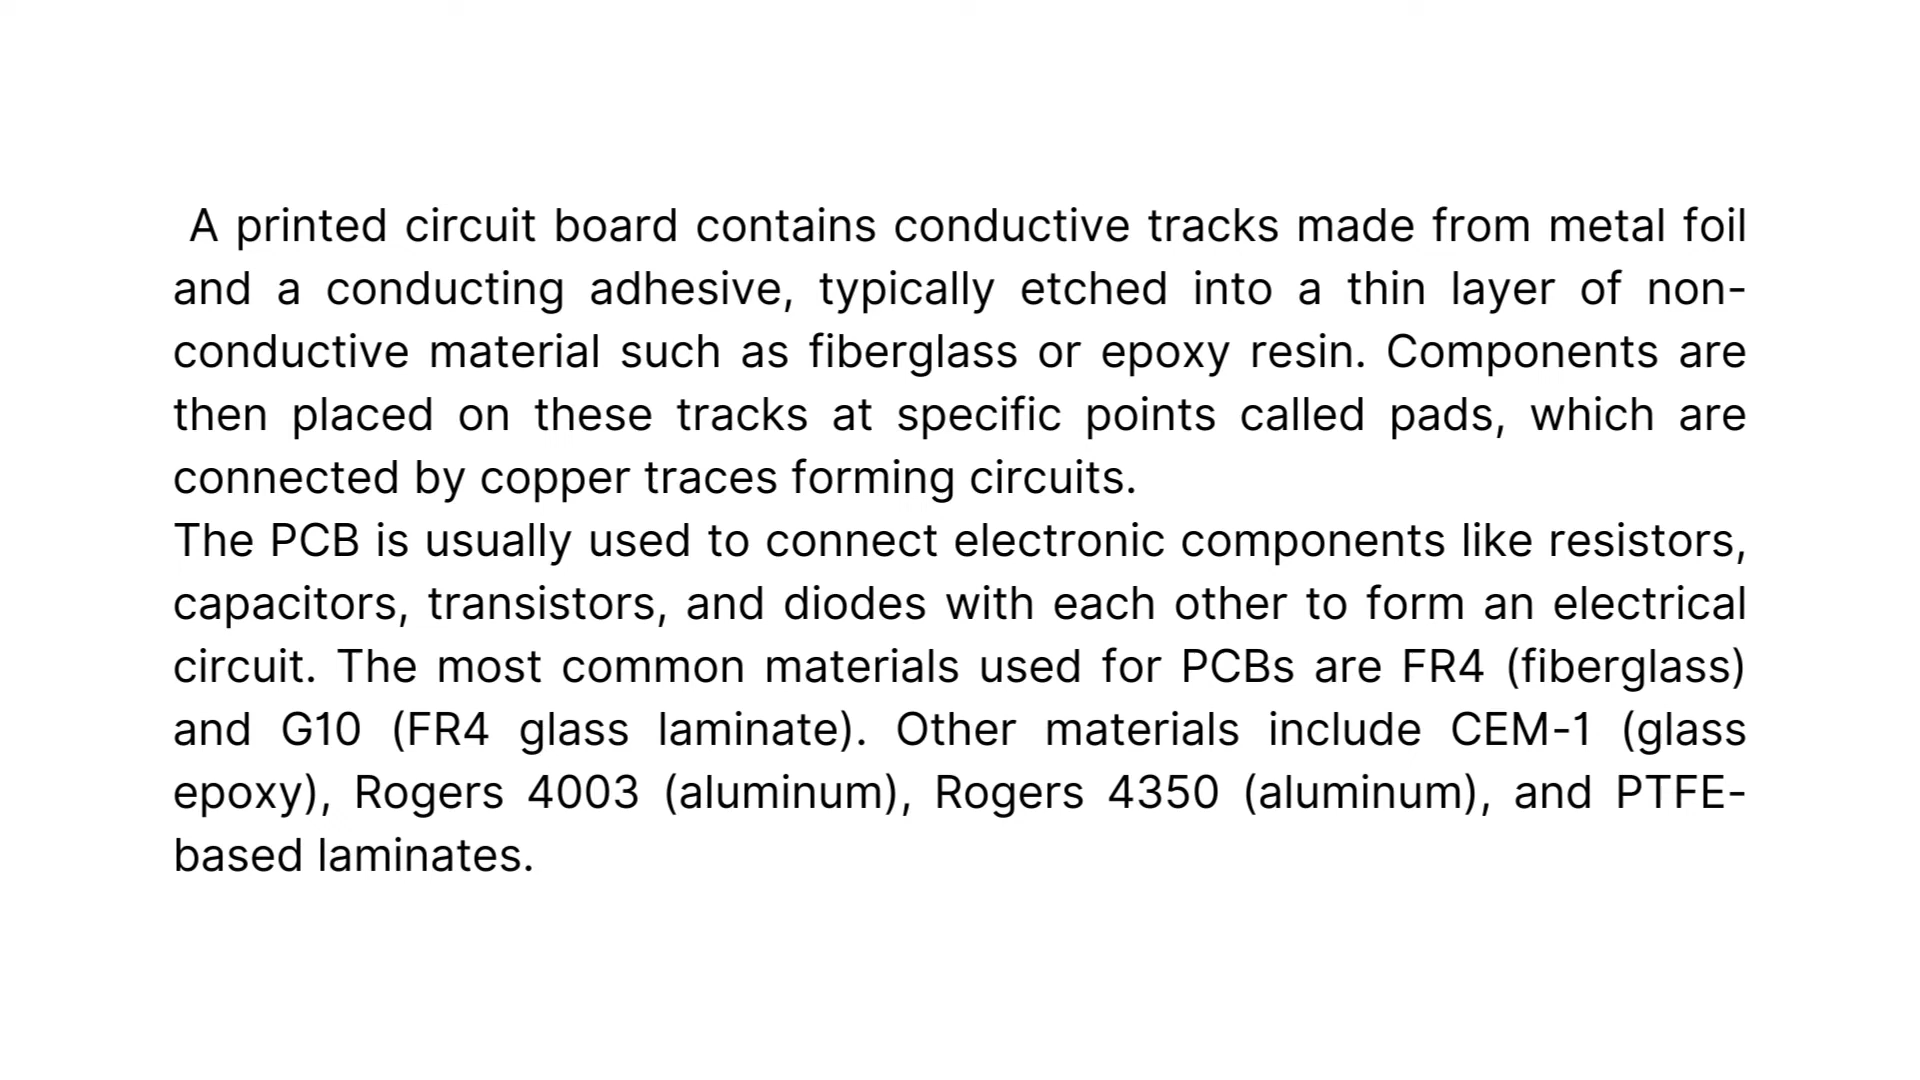 A printed circuit board contains conductive tracks made from metal foil
and a conducting adhesive, typically etched into a thin layer of non-
conductive material such as fiberglass or epoxy resin. Components are
then placed on these tracks at specific points called pads, which are
connected by copper traces forming circuits.
The PCB is usually used to connect electronic components like resistors,
capacitors, transistors, and diodes with each other to form an electrical
circuit. The most common materials used for PCBs are FR4 (fiberglass)
and G10 (FR4 glass laminate). Other materials include CEM-1 (glass
epoxy), Rogers 4003 (aluminum), Rogers 4350 (aluminum), and PTFE-
based laminates.